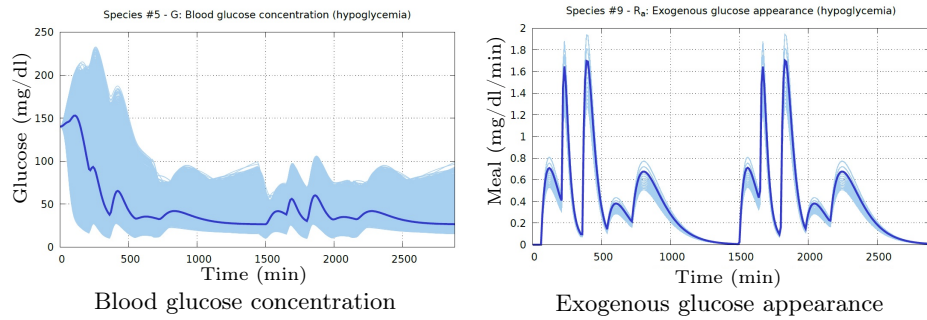 Species #5 - G: Blood glucose concentration (hypoglycemia)
Glucose (mg/dl)
250
200
150
100
50
0
0 500 1000 1500 2000 2500
Time (min)
Blood glucose concentration
Species #9 - Ra: Exogenous glucose appearance (hypoglycemia)
Meal (mg/dl/min)
2
1.8
1.6
1.4
1.2
1
0.8
0.6
0.4
0.2
0
0 500 1000 1500 2000 2500
Time (min)
Exogenous glucose appearance